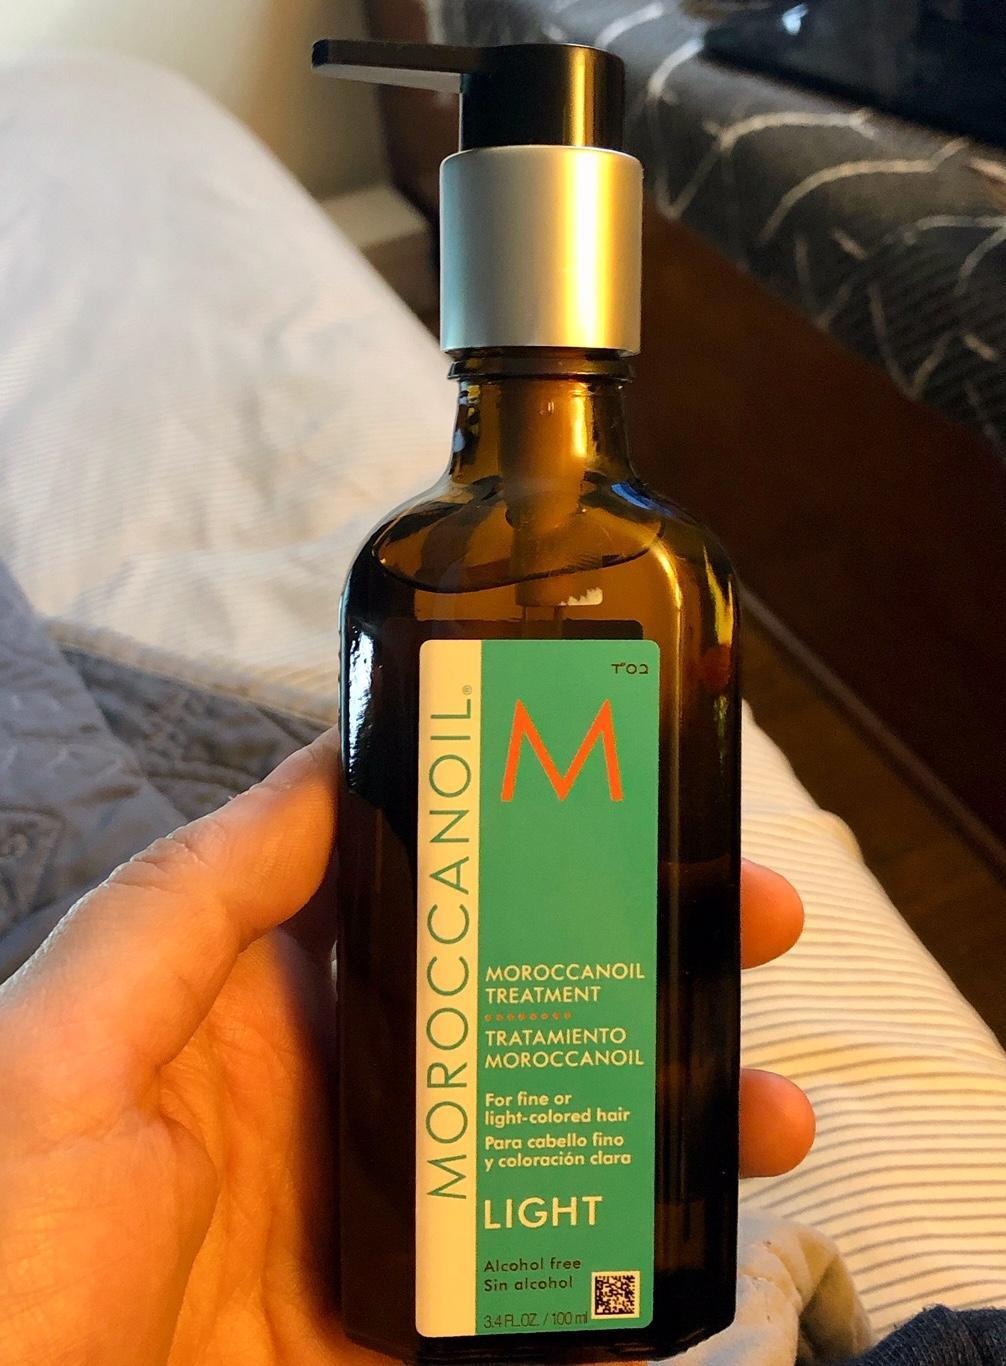 בס"ד
M
MOROCCANOIL®
MOROCCANOIL
TREATMENT
TRATAMIENTO
MOROCCANOIL
For fine or
light-colored hair
Para cabello fino
y coloración clara
LIGHT
Alcohol free
Sin alcohol
3.4 FL.OZ. / 100 ml